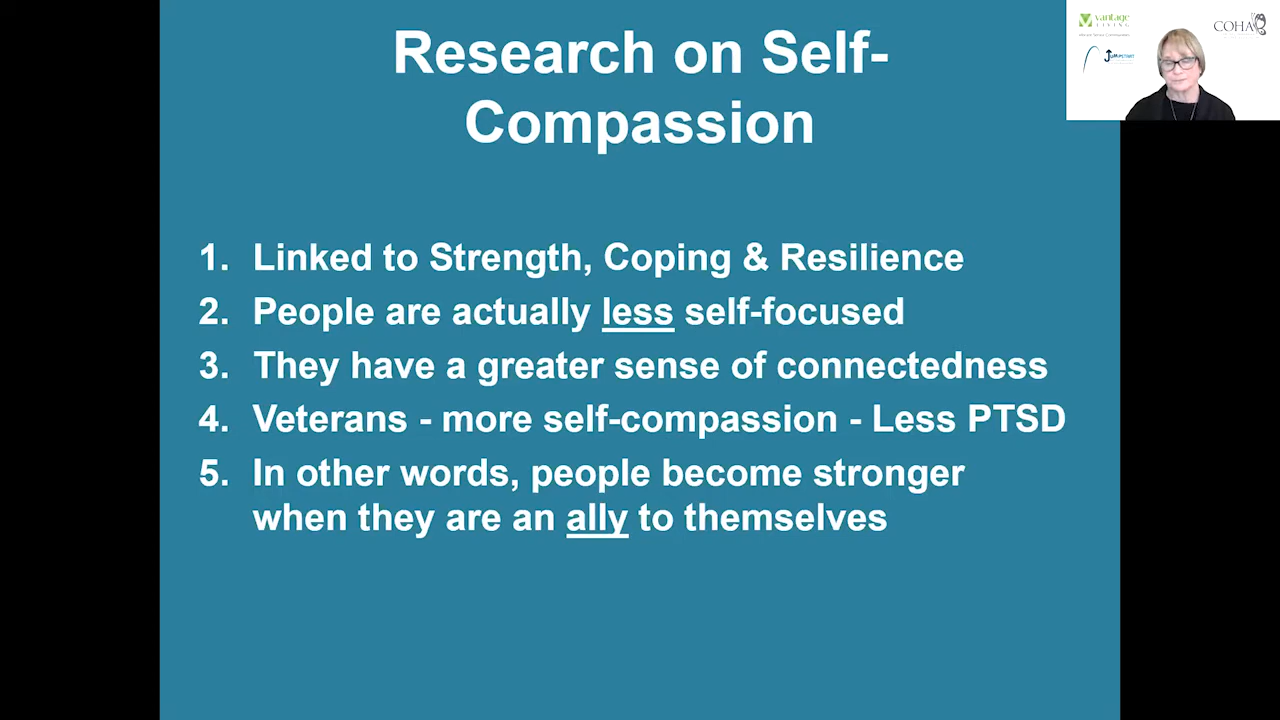 Research on Self-
Compassion
1. Linked to Strength, Coping & Resilience
2. People are actually less self-focused
3. They have a greater sense of connectedness
4. Veterans - more self-compassion - Less PTSD
5. In other words, people become stronger
when they are an ally to themselves
vantage
LIVING
COHA